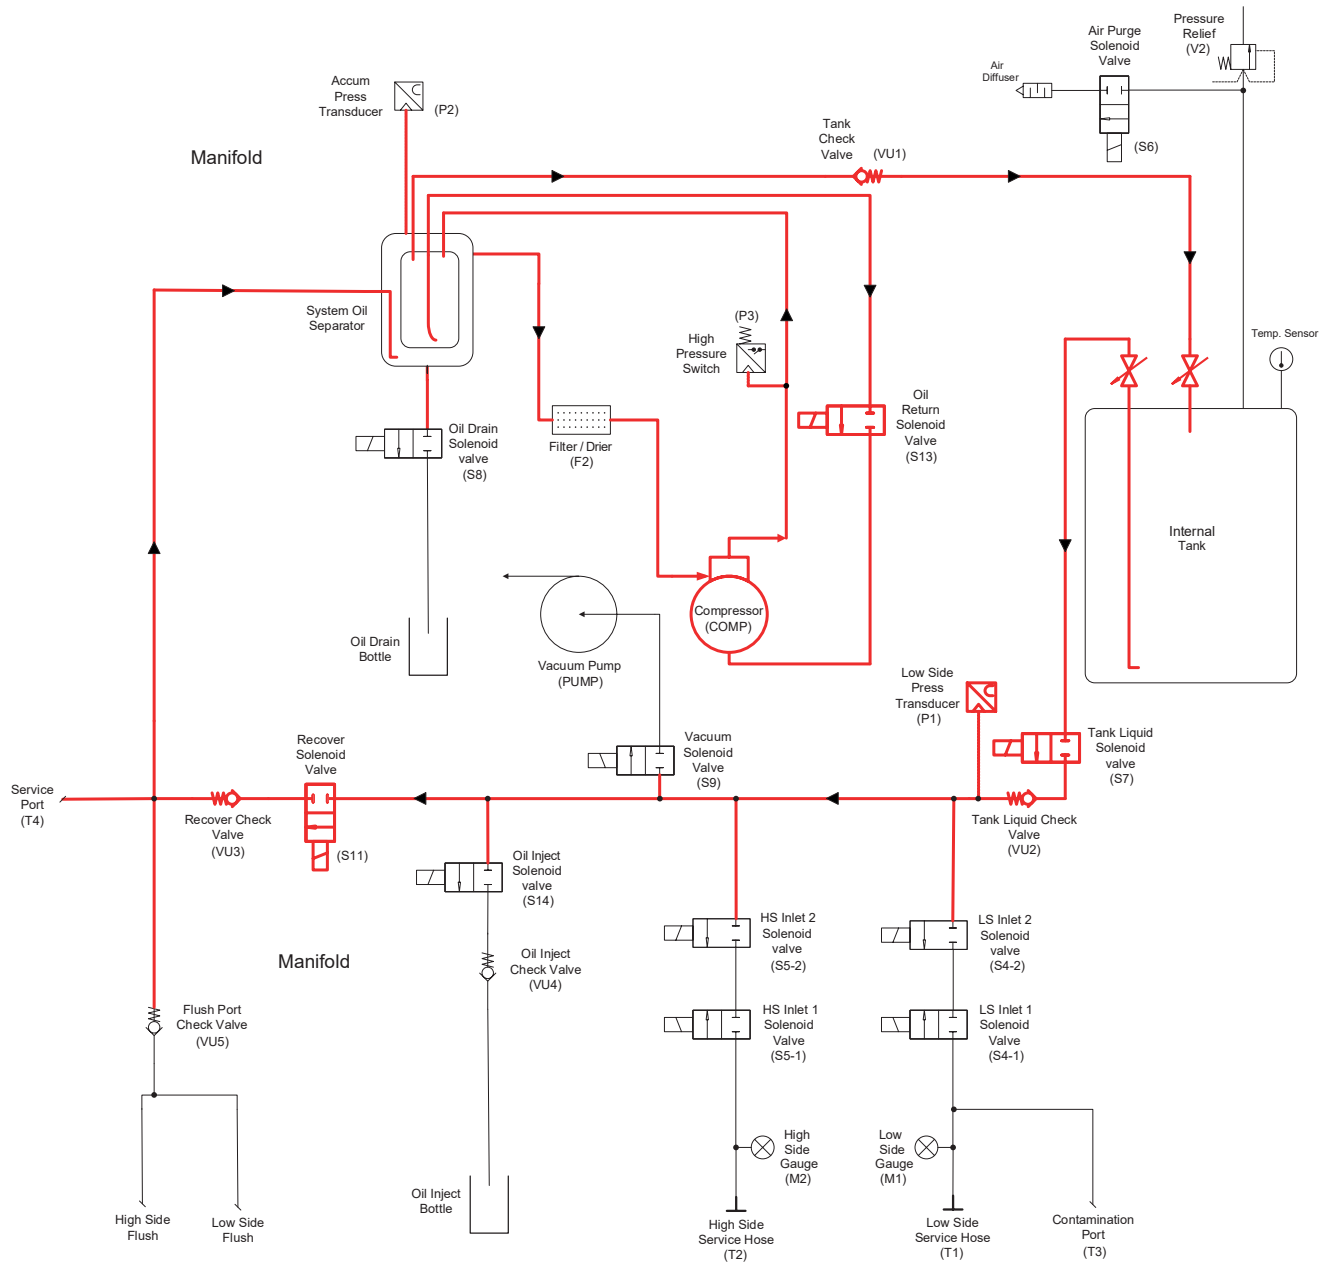 Pressure
Relief
(V2)
Air Purge
Solenoid
Valve
Air
Diffuser
(S6)
Accum
Press
Transducer
(P2)
Tank
Check
Valve
(VU1)
Manifold
System Oil
Separator
(P3)
High
Pressure
Switch
Temp. Sensor
Oil
Return
Solenoid
Valve
(S13)
Oil Drain
Solenoid
valve
(S8)
Filter / Drier
(F2)
Internal
Tank
Compressor
(COMP)
Oil Drain
Bottle
Vacuum Pump
(PUMP)
Low Side
Press
Transducer
(P1)
Recover
Solenoid
Valve
Vacuum
Solenoid
Valve
(S9)
Tank Liquid
Solenoid
valve
(S7)
Service
Port
(T4)
Recover Check
Valve
(VU3)
(S11)
Tank Liquid Check
Valve
(VU2)
Oil Inject
Solenoid
valve
(S14)
HS Inlet 2
Solenoid
valve
(S5-2)
LS Inlet 2
Solenoid
valve
(S4-2)
Manifold
Oil Inject
Check Valve
(VU4)
Flush Port
Check Valve
(VU5)
HS Inlet 1
Solenoid
Valve
(S5-1)
LS Inlet 1
Solenoid
Valve
(S4-1)
High
Side
Gauge
(M2)
Low
Side
Gauge
(M1)
High Side
Flush
Low Side
Flush
Oil Inject
Bottle
High Side
Service Hose
(T2)
Low Side
Service Hose
(T1)
Contamination
Port
(T3)